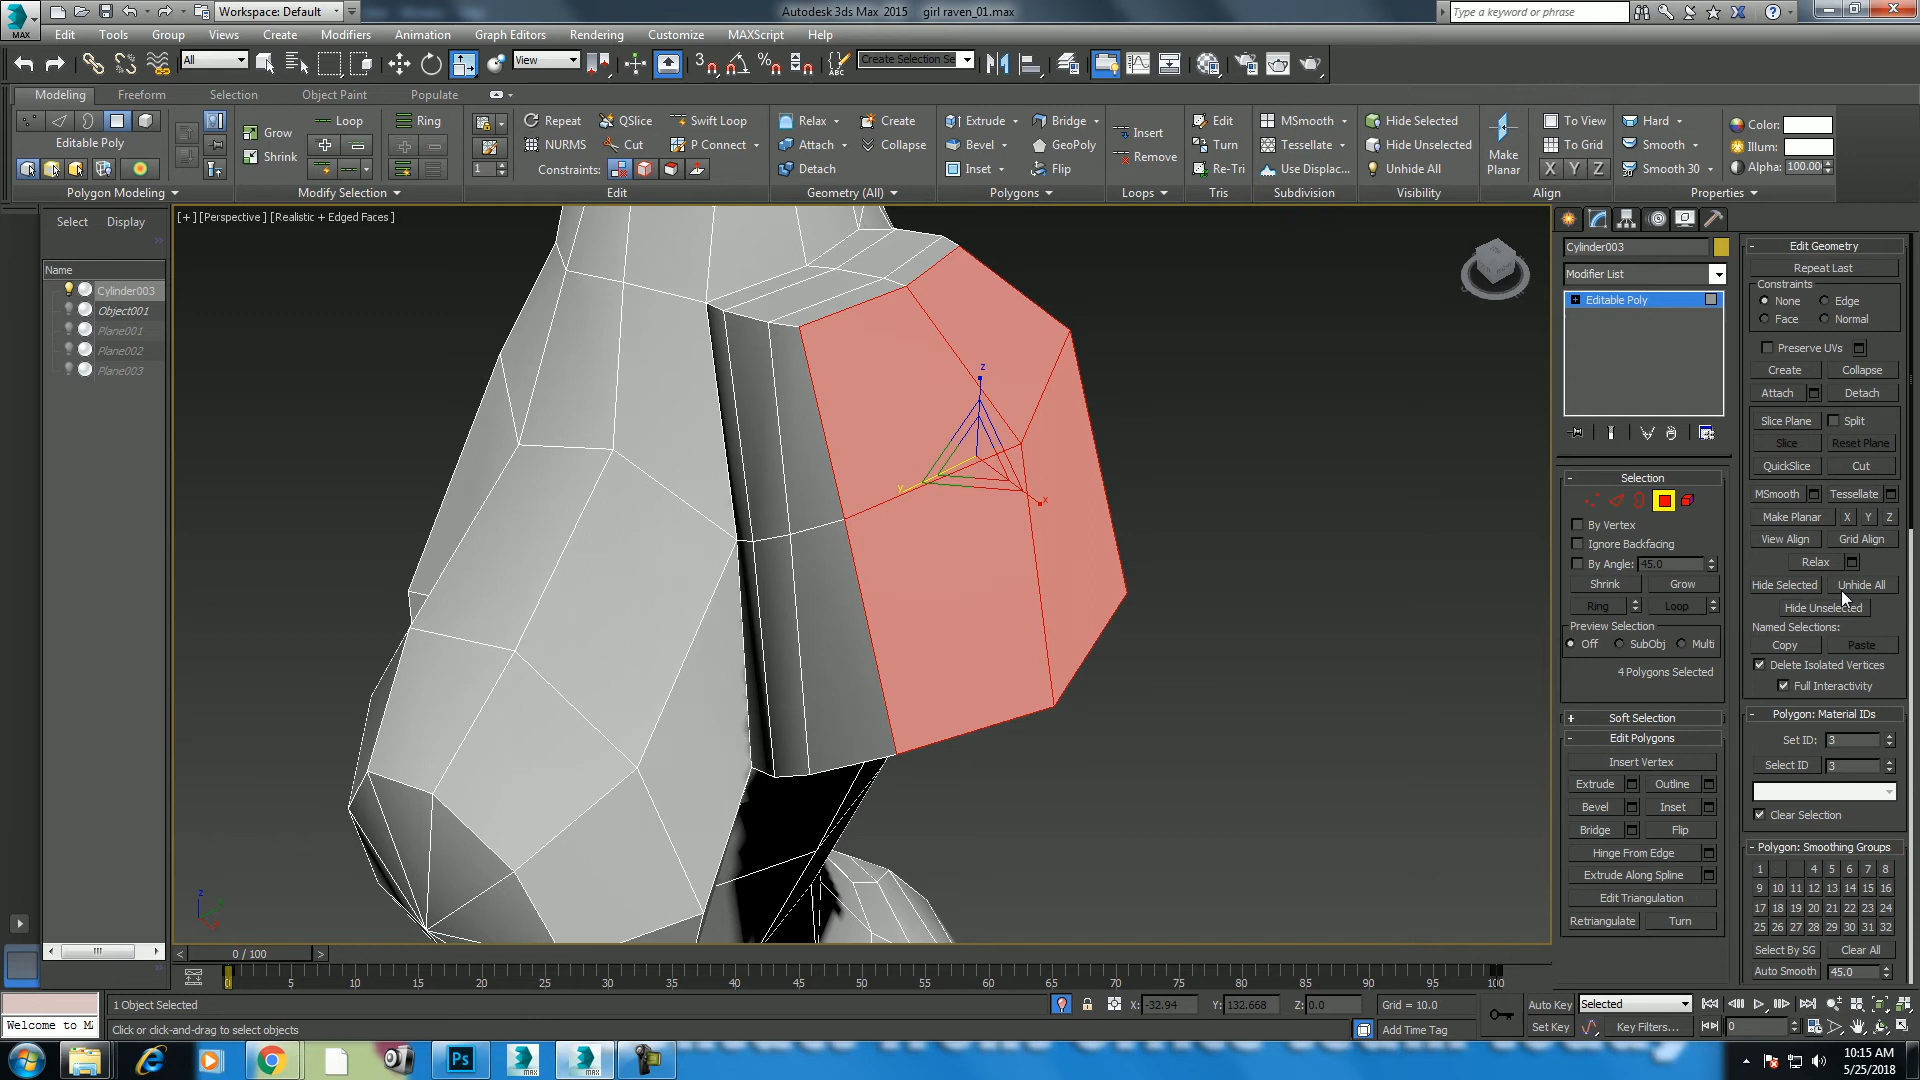 MAX
Workspace: Default
Autodesk 3ds Max 2015    girl raven_01.max
Type a keyword or phrase
Edit Tools Group Views Create Modifiers Animation Graph Editors Rendering Customize MAXScript Help
All
View
Create Selection Se
Modeling Freeform Selection Object Paint Populate
Editable Poly
Polygon Modeling
Grow
Shrink
Loop
Ring
Modify Selection
1
Repeat QSlice Swift Loop
NURMS Cut P Connect
Constraints:
Edit
Relax Create
Attach Collapse
Detach
Geometry (All)
Extrude Bridge
Bevel GeoPoly
Inset Flip
Polygons
Insert
Remove
Loops
Edit
Turn
Re-Tri
Tris
MSmooth
Tessellate
Use Displac...
Subdivision
Hide Selected
Hide Unselected
Unhide All
Visibility
Make
Planar
To View
To Grid
X Y Z
Align
Hard
Smooth
Smooth 30
Color:
Illum:
Alpha: 100.00
Properties
Select Display
Name
Cylinder003
Object001
Plane001
Plane002
Plane003
[+] [Perspective] [Realistic + Edged Faces]
z
y
x
z
Cylinder003
Modifier List
Editable Poly
Selection
By Vertex
Ignore Backfacing
By Angle: 45.0
Shrink Grow
Ring Loop
Preview Selection
Off SubObj Multi
4 Polygons Selected
Soft Selection
Edit Polygons
Insert Vertex
Extrude Outline
Bevel Inset
Bridge Flip
Hinge From Edge
Extrude Along Spline
Edit Triangulation
Retriangulate Turn
Edit Geometry
Repeat Last
Constraints
None Edge
Face Normal
Preserve UVs
Create Collapse
Attach Detach
Slice Plane Split
Slice Reset Plane
QuickSlice Cut
MSmooth Tessellate
Make Planar X Y Z
View Align Grid Align
Relax
Hide Selected Unhide All
Hide Unselected
Named Selections:
Copy Paste
Delete Isolated Vertices
Full Interactivity
Polygon: Material IDs
Set ID: 3
Select ID 3
Clear Selection
Polygon: Smoothing Groups
1 4 5 6 7 8
9 10 11 12 13 14 15 16
17 18 19 20 21 22 23 24
25 26 27 28 29 30 31 32
Select By SG Clear All
Auto Smooth 45.0
0 / 100
0 5 10 15 20 25 30 35 40 45 50 55 60 65 70 75 80 85 90 95 100
1 Object Selected
X: -32.94 Y: 132.668 Z: 0.0 Grid = 10.0
Auto Key Selected
Welcome to M
Click or click-and-drag to select objects
Add Time Tag
Set Key Key Filters... 0
Ps
MAX
MAX
10:15 AM
5/25/2018